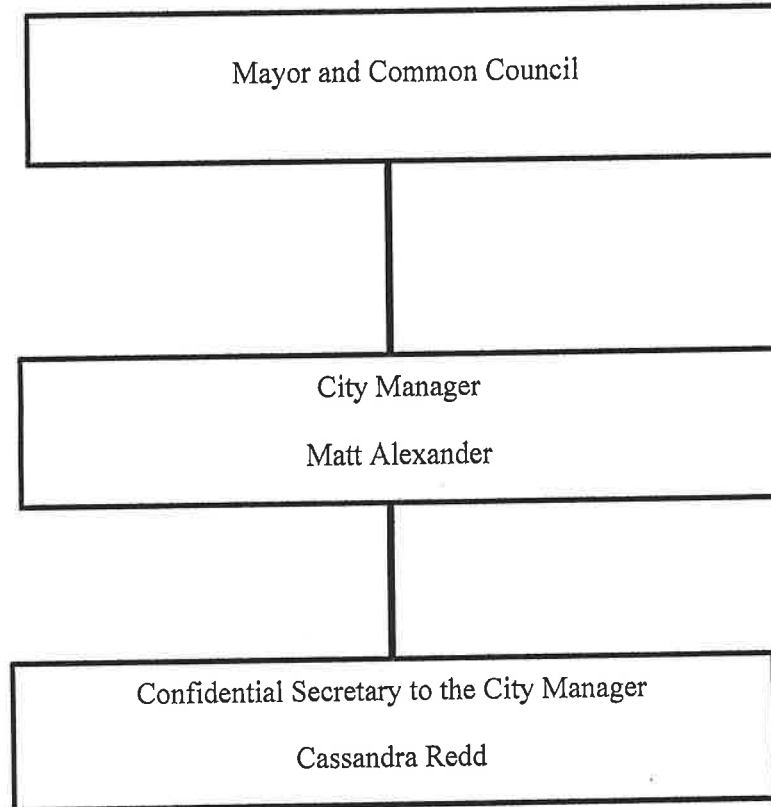 Mayor and Common Council
City Manager
Matt Alexander
Confidential Secretary to the City Manager
Cassandra Redd